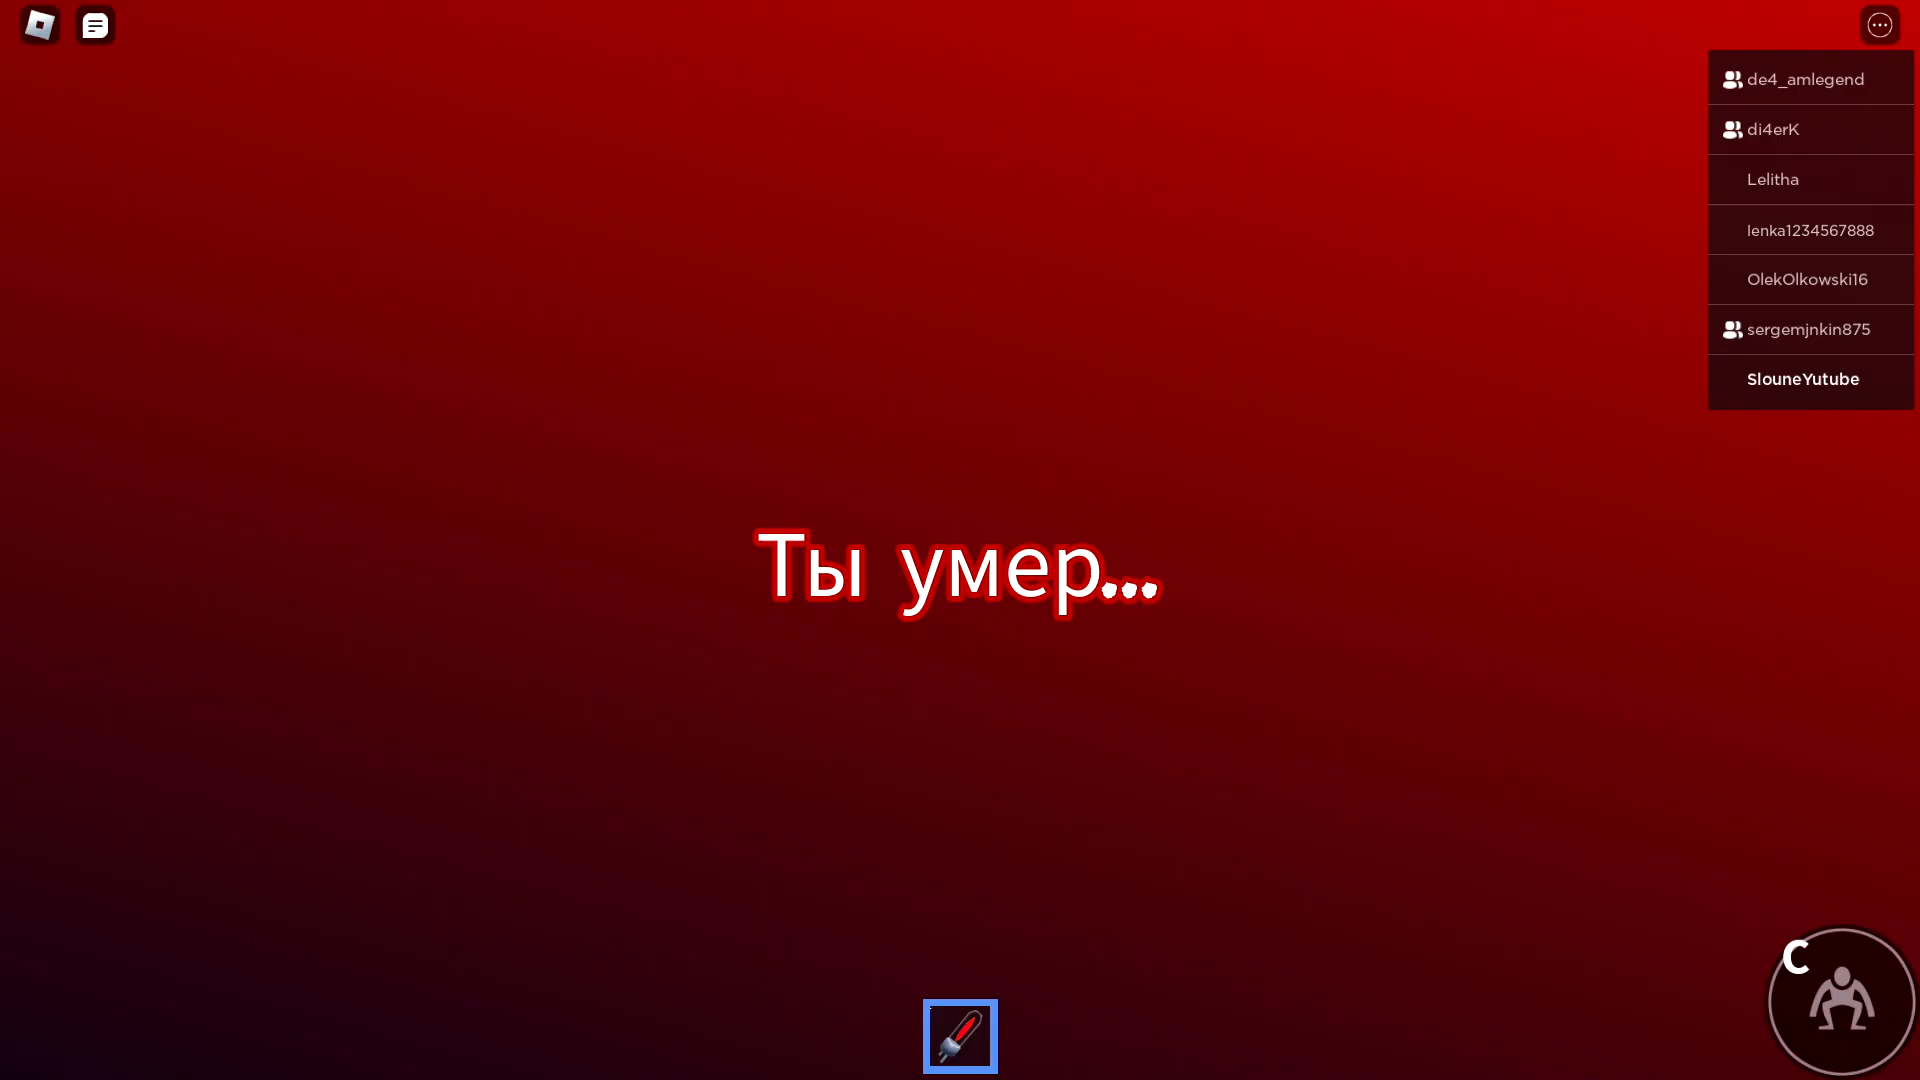 de4_amlegend
di4erK
Lelitha
lenka1234567888
OlekOlkowski16
sergemjnkin875
SlouneYutube
Ты умер...
C